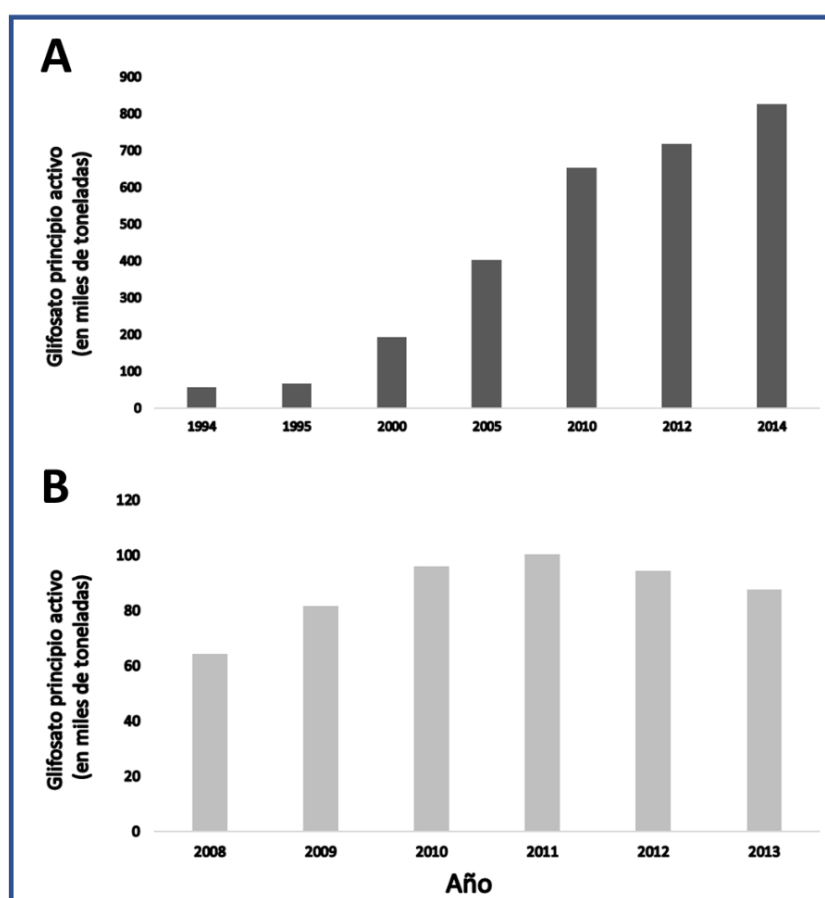 A
Glifosato principio activo
(en miles de toneladas)
900
800
700
600
500
400
300
200
100
0
1994 1995 2000 2005 2010 2012 2014
B
Glifosato principio activo
(en miles de toneladas)
120
100
80
60
40
20
0
2008 2009 2010 2011 2012 2013
Año